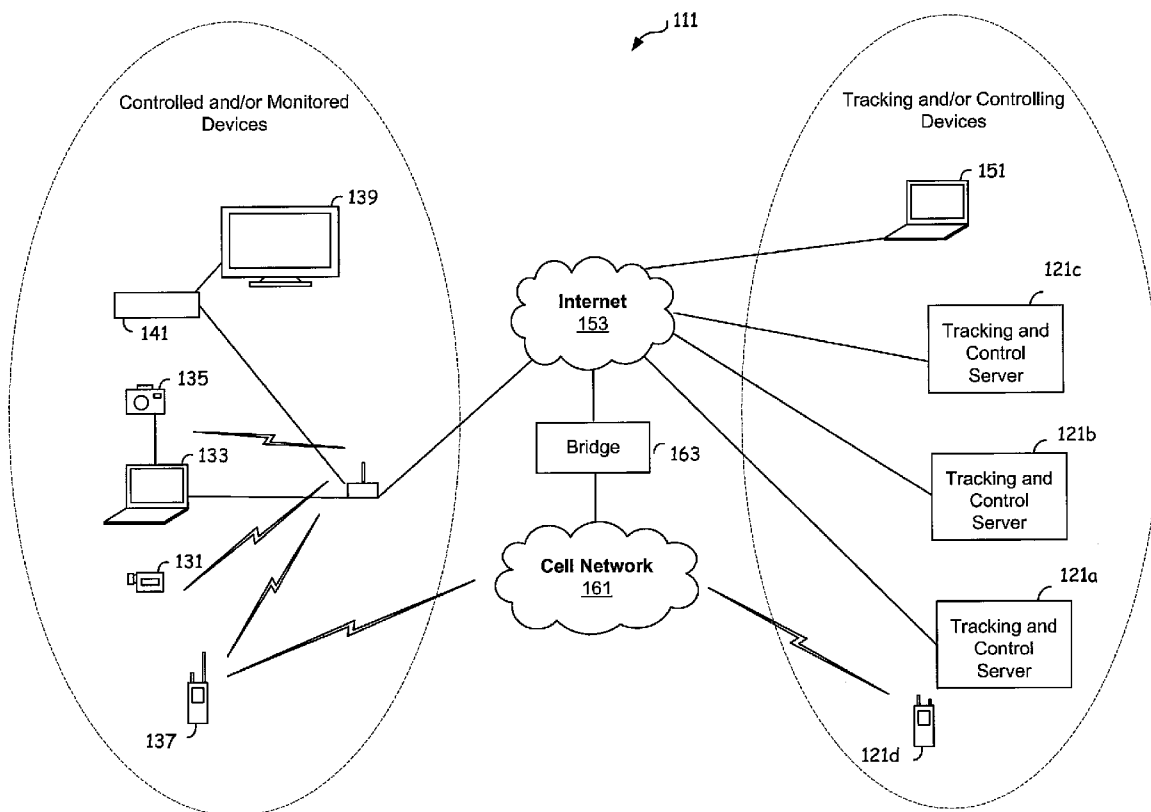 111
Controlled and/or Monitored
Devices
Tracking and/or Controlling
Devices
139
151
141
Internet
153
121c
Tracking and
Control
Server
135
133
Bridge
163
121b
Tracking and
Control
Server
131
Cell Network
161
121a
Tracking and
Control
Server
137
121d